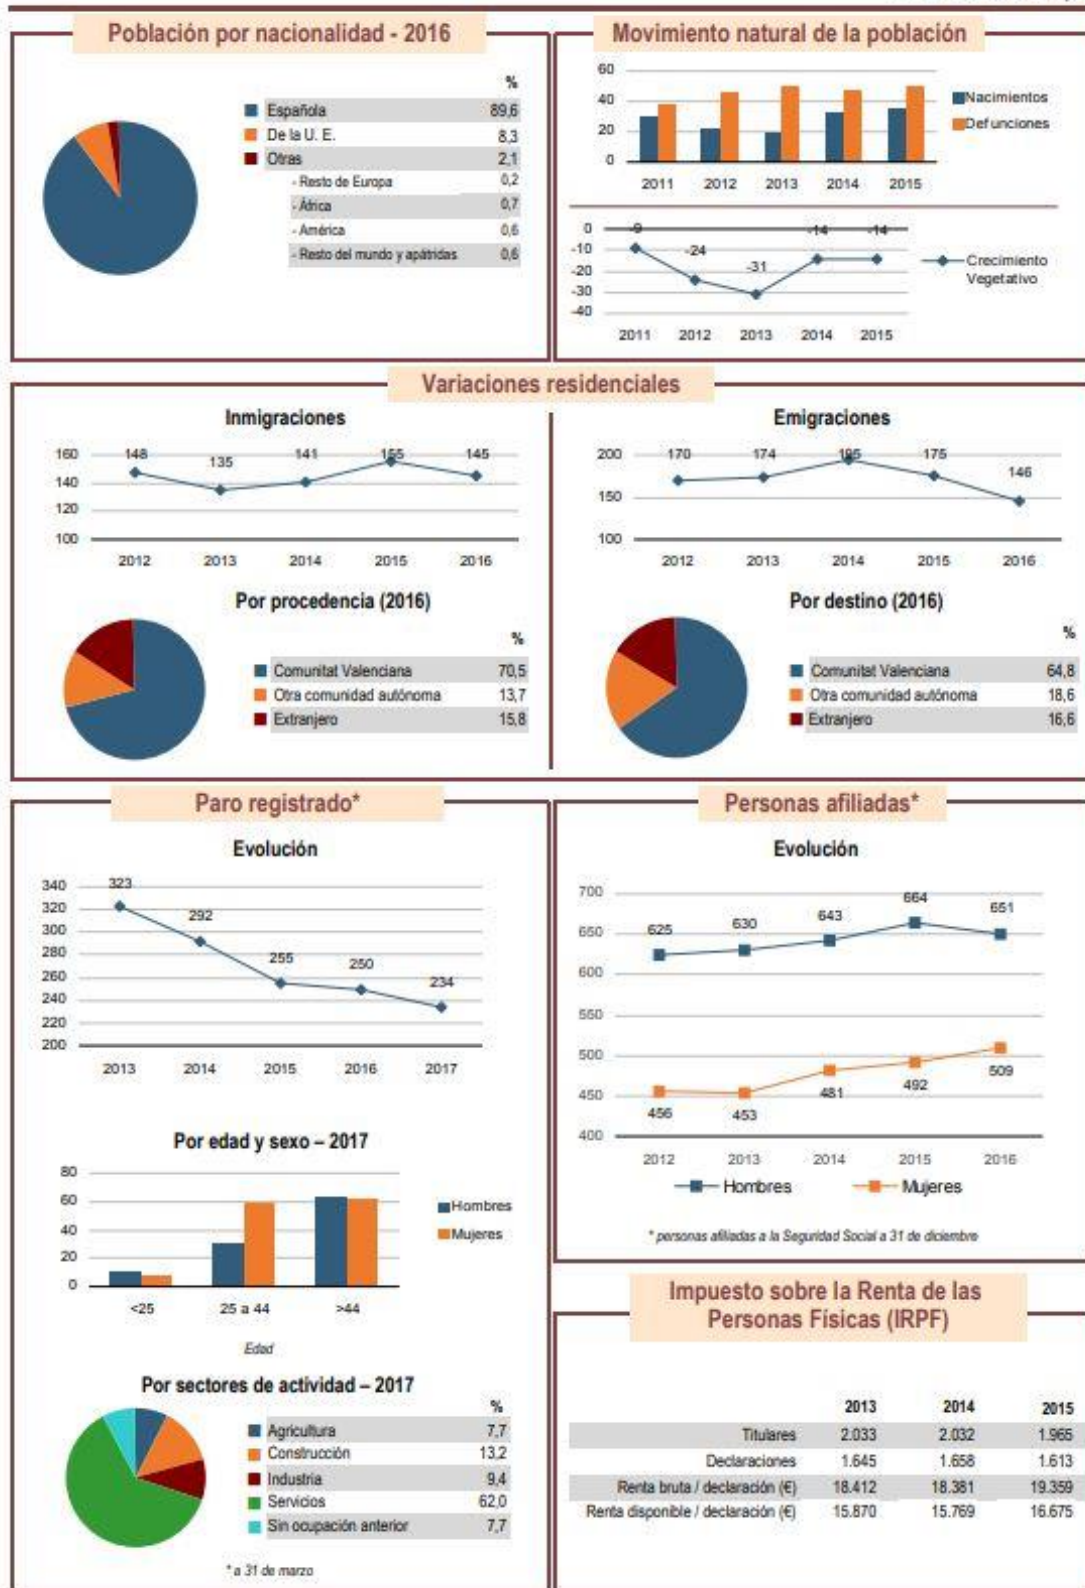 Población por nacionalidad - 2016
%
Española 89,6
De la U. E. 8,3
Otras 2,1
- Resto de Europa 0,2
- África 0,7
- América 0,6
- Resto del mundo y apátridas 0,6
Movimiento natural de la población
60
40
20
0
2011 2012 2013 2014 2015
Nacimientos
Defunciones
0
-10
-20
-30
-40
-9 -24 -31 -14 -14
2011 2012 2013 2014 2015
Crecimiento
Vegetativo
Variaciones residenciales
Inmigraciones
160
140
120
100
148 135 141 155 145
2012 2013 2014 2015 2016
Por procedencia (2016)
%
Comunitat Valenciana 70,5
Otra comunidad autónoma 13,7
Extranjero 15,8
Emigraciones
200
150
100
170 174 195 175 146
2012 2013 2014 2015 2016
Por destino (2016)
%
Comunitat Valenciana 64,8
Otra comunidad autónoma 18,6
Extranjero 16,6
Paro registrado*
Evolución
340
320
300
280
260
240
220
200
323 292 255 250 234
2013 2014 2015 2016 2017
Por edad y sexo – 2017
80
60
40
20
0
<25 25 a 44 >44
Hombres
Mujeres
Edad
Por sectores de actividad – 2017
%
Agricultura 7,7
Construcción 13,2
Industria 9,4
Servicios 62,0
Sin ocupación anterior 7,7
* a 31 de marzo
Personas afiliadas*
Evolución
700
650
600
550
500
450
400
625 630 643 664 651
456 453 481 492 509
2012 2013 2014 2015 2016
Hombres Mujeres
* personas afiliadas a la Seguridad Social a 31 de diciembre
Impuesto sobre la Renta de las
Personas Físicas (IRPF)
2013 2014 2015
Titulares 2.033 2.032 1.965
Declaraciones 1.645 1.658 1.613
Renta bruta / declaración (€) 18.412 18.381 19.359
Renta disponible / declaración (€) 15.870 15.769 16.675